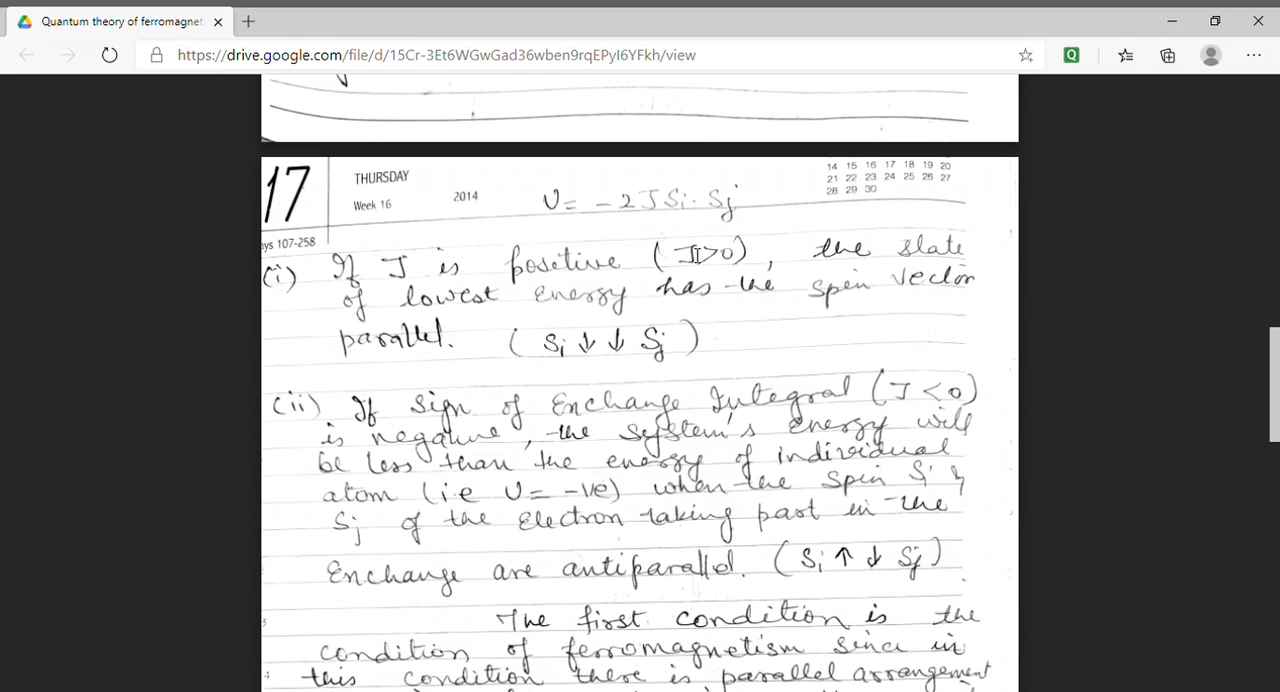 Quantum theory of ferromagnet
https://drive.google.com/file/d/15Cr-3Et6WGwGad36wben9rqEPyI6YFkh/view
17
THURSDAY
Week 16
2014
14 15 16 17 18 19 20
21 22 23 24 25 26 27
28 29 30
ys 107-258
U = - 2 J Si . Sj
(i) If J is positive (J>0), the state
of lowest energy has the spin vector
parallel. ( Si ↓ ↓ Sj )
(ii) If sign of Exchange Integral (J < 0)
is negative, the system's energy will
be less than the energy of individual
atom (i.e U = -ve) when the spin Si &
Sj of the electron taking part in the
Exchange are antiparallel. ( Si ↑ ↓ Sj )
The first condition is the
condition of ferromagnetism since in
this condition there is parallel arrangement